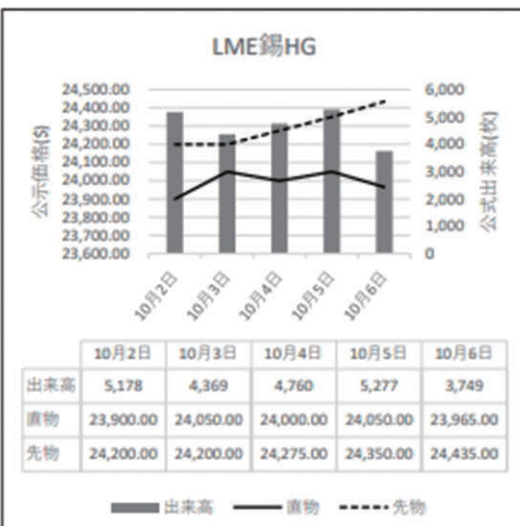 LME錫HG
公示価格($)
24,500.00
24,400.00
24,300.00
24,200.00
24,100.00
24,000.00
23,900.00
23,800.00
23,700.00
23,600.00
6,000
5,000
4,000
3,000
2,000
1,000
0
公式出来高(枚)
10月2日
10月3日
10月4日
10月5日
10月6日
10月2日 10月3日 10月4日 10月5日 10月6日
出来高 5,178 4,369 4,760 5,277 3,749
直物 23,900.00 24,050.00 24,000.00 24,050.00 23,965.00
先物 24,200.00 24,200.00 24,275.00 24,350.00 24,435.00
出来高 直物 先物